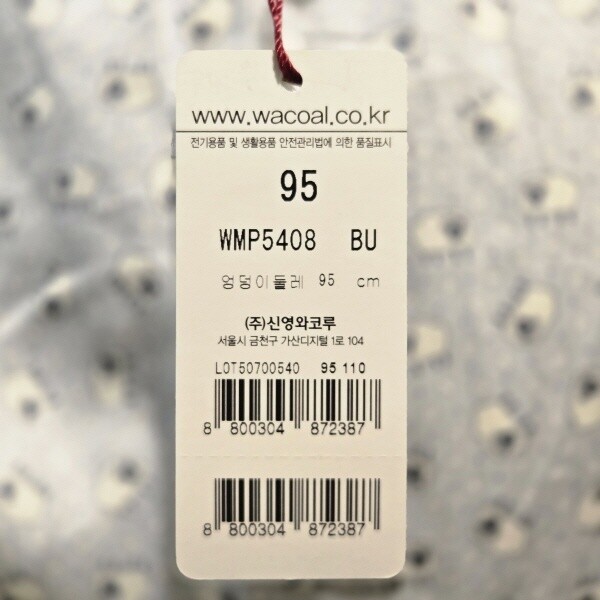 www.wacoal.co.kr
전기용품 및 생활용품 안전관리법에 의한 품질표시
95
WMP5408 BU
엉덩이둘레 95 cm
(주)신영와코루
서울시 금천구 가산디지털 1로 104
LOT50700540 95 110
8 800304 872387
8 800304 872387